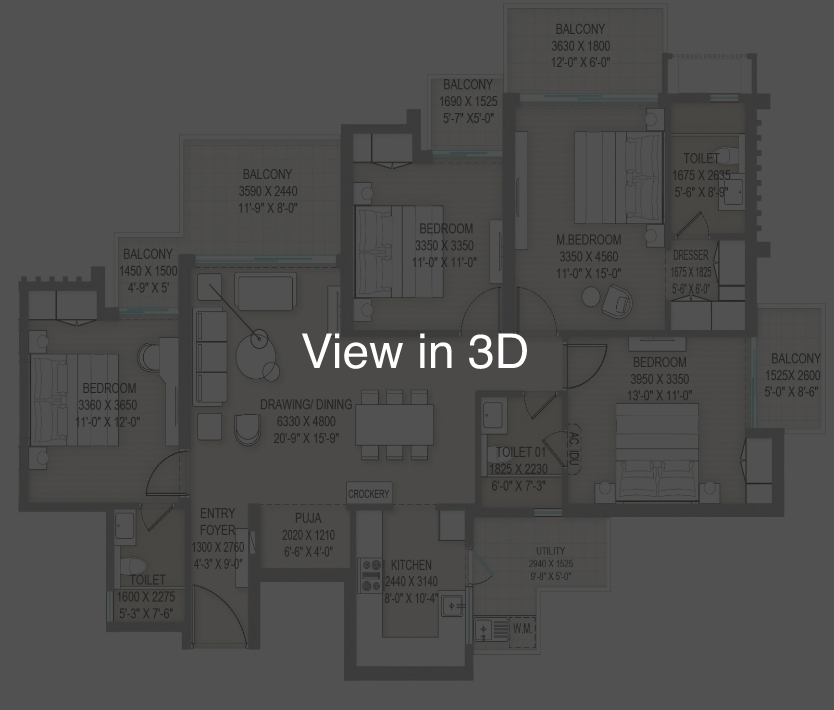 BALCONY
3630 X 1800
12'-0" X 6'-0"
BALCONY
1690 X 1525
5'-7" X5'-0"
BALCONY
3590 X 2440
11'-9" X 8'-0"
TOILET
1675 X 2635
5'-6" X 8'-9"
BEDROOM
3350 X 3350
11'-0" X 11'-0"
M.BEDROOM
3350 X 4560
11'-0" X 15'-0"
BALCONY
1450 X 1500
4'-9" X 5'
DRESSER
1675 X 1825
5'-6" X 6'-0"
View in 3D
BEDROOM
3950 X 3350
13'-0" X 11'-0"
BALCONY
1525X 2600
5'-0" X 8'-6"
BEDROOM
3360 X 3650
11'-0" X 12'-0"
DRAWING/ DINING
6330 X 4800
20'-9" X 15'-9"
AC IDU
TOILET 01
1825 X 2230
6'-0" X 7'-3"
CROCKERY
ENTRY
FOYER
1300 X 2760
4'-3" X 9'-0"
PUJA
2020 X 1210
6'-6" X 4'-0"
KITCHEN
2440 X 3140
8'-0" X 10'-4"
UTILITY
2940 X 1525
9'-8" X 5'-0"
TOILET
1600 X 2275
5'-3" X 7'-6"
W.M.